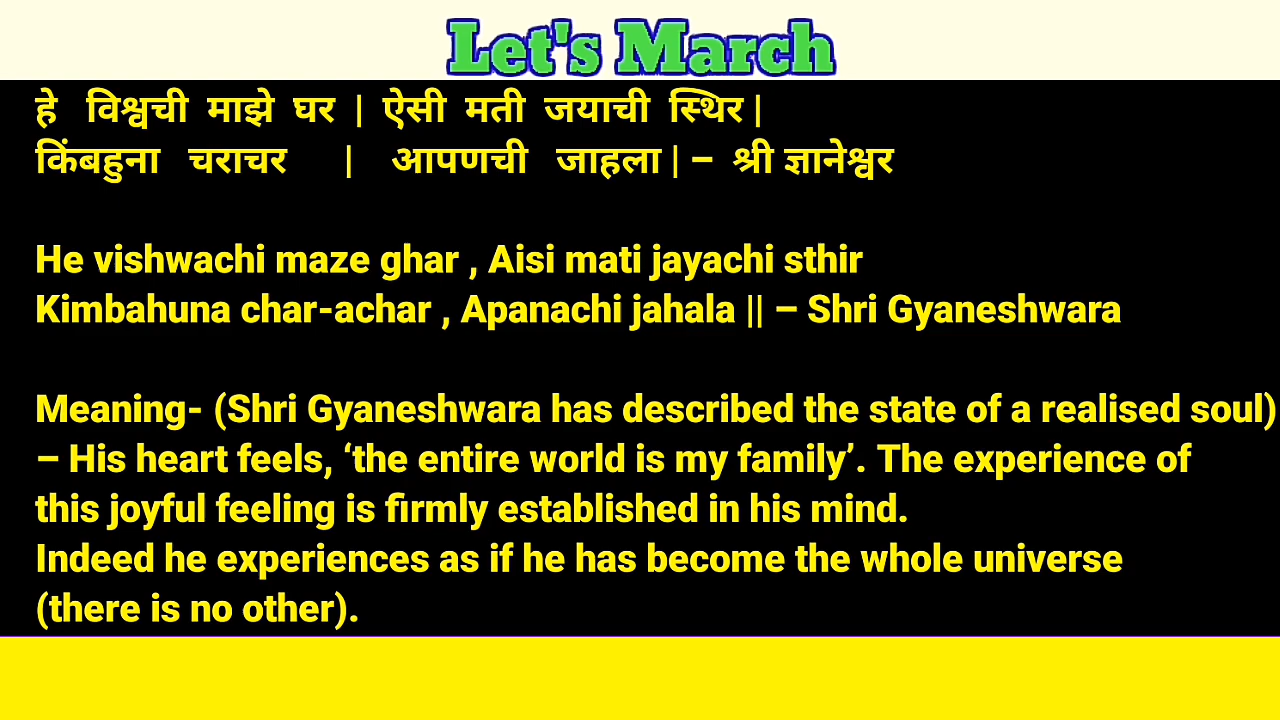 Let's March
हे विश्वची माझे घर | ऐसी मती जयाची स्थिर |
किंबहुना चराचर | आपणची जाहला | – श्री ज्ञानेश्वर
He vishwachi maze ghar , Aisi mati jayachi sthir
Kimbahuna char-achar , Apanachi jahala || – Shri Gyaneshwara
Meaning- (Shri Gyaneshwara has described the state of a realised soul)
– His heart feels, ‘the entire world is my family’. The experience of
this joyful feeling is firmly established in his mind.
Indeed he experiences as if he has become the whole universe
(there is no other).